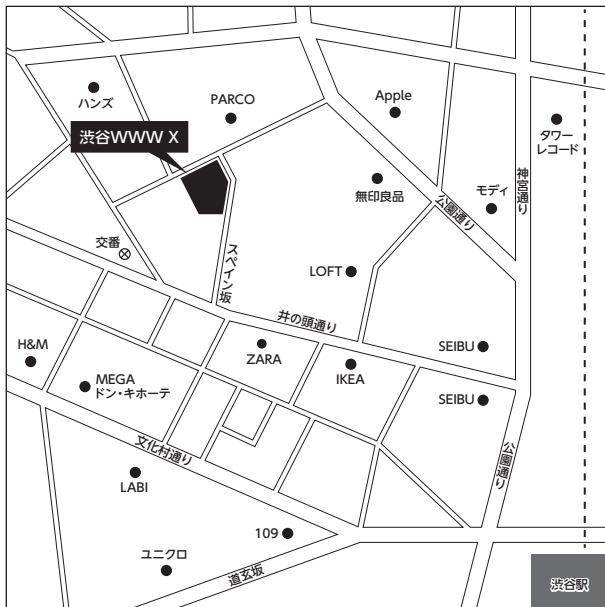 ハンズ
PARCO
Apple
タワー
レコード
渋谷WWW X
無印良品
モディ
神宮通り
公園通り
交番
スペイン坂
LOFT
井の頭通り
H&M
ZARA
IKEA
SEIBU
MEGA
ドン・キホーテ
SEIBU
文化村通り
公園通り
LABI
109
ユニクロ
道玄坂
渋谷駅